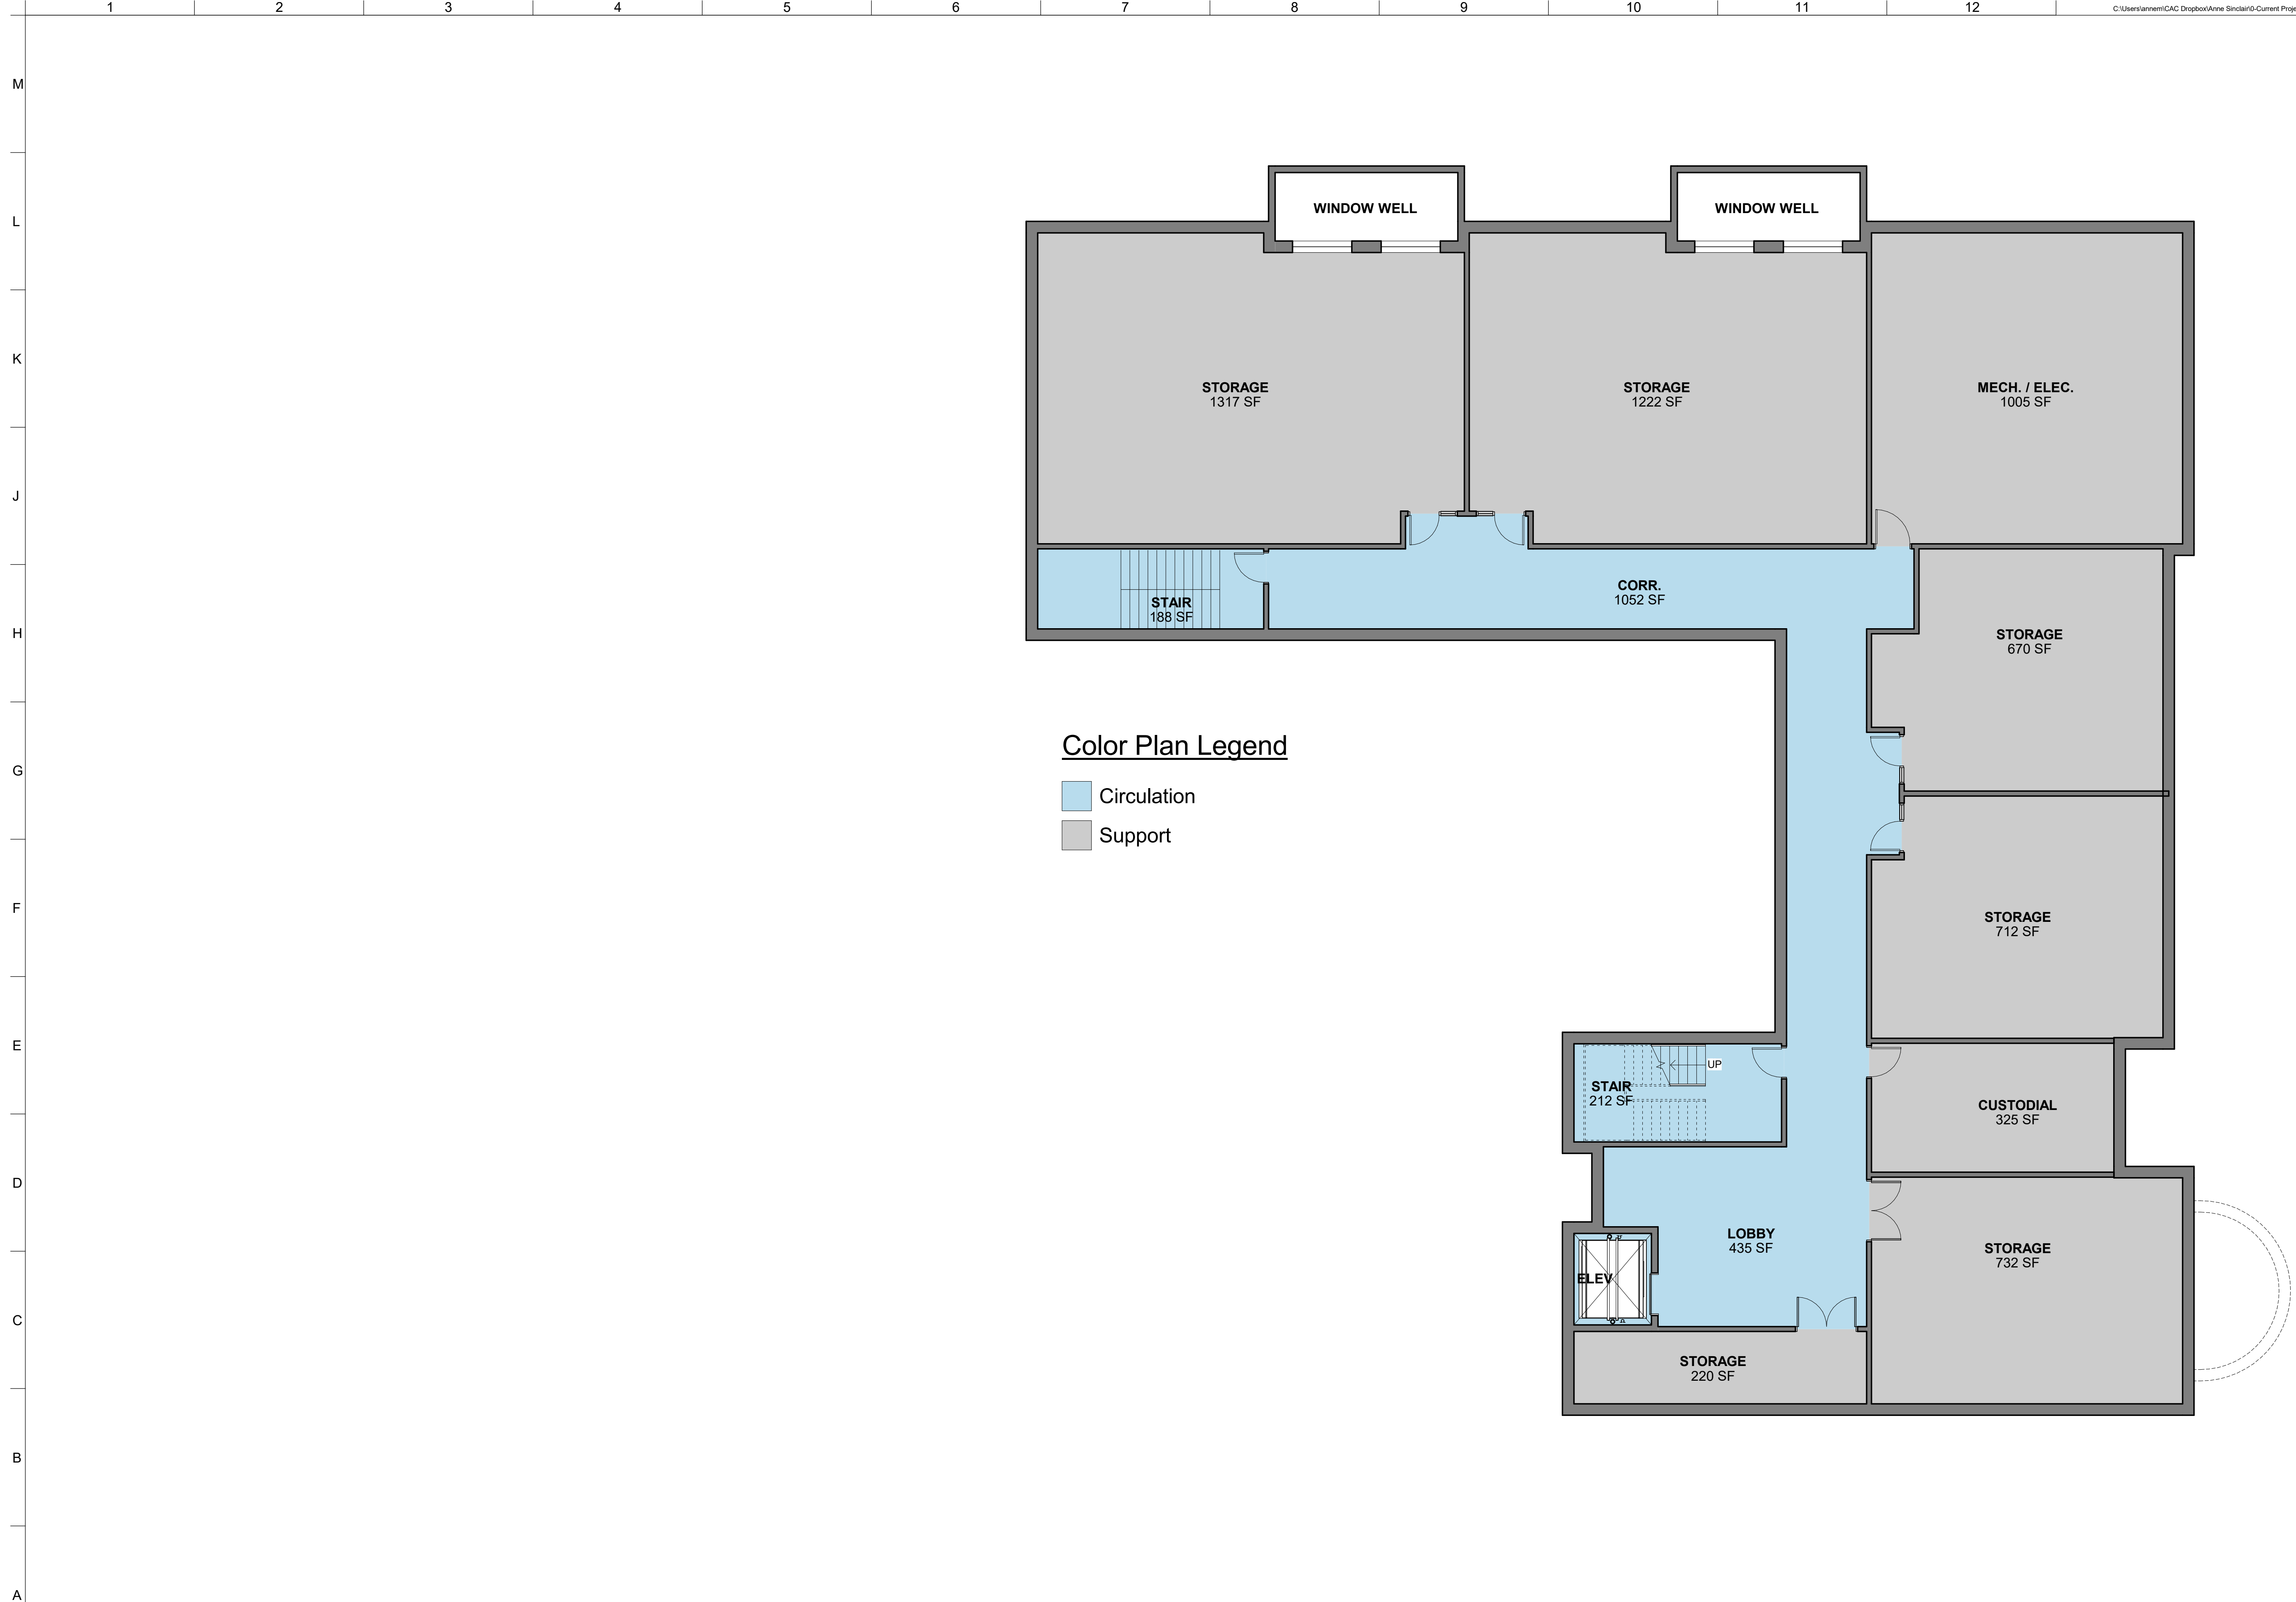 1 2 3 4 5 6 7 8 9 10 11 12
C:\Users\annem\CAC Dropbox\Anne Sinclair\0-Current Proje
M
L
K
J
H
G
F
E
D
C
B
A
WINDOW WELL
WINDOW WELL
STORAGE
1317 SF
STORAGE
1222 SF
MECH. / ELEC.
1005 SF
CORR.
1052 SF
STAIR
188 SF
STORAGE
670 SF
Color Plan Legend
Circulation
Support
STORAGE
712 SF
UP
STAIR
212 SF
CUSTODIAL
325 SF
LOBBY
435 SF
STORAGE
732 SF
ELEV
STORAGE
220 SF